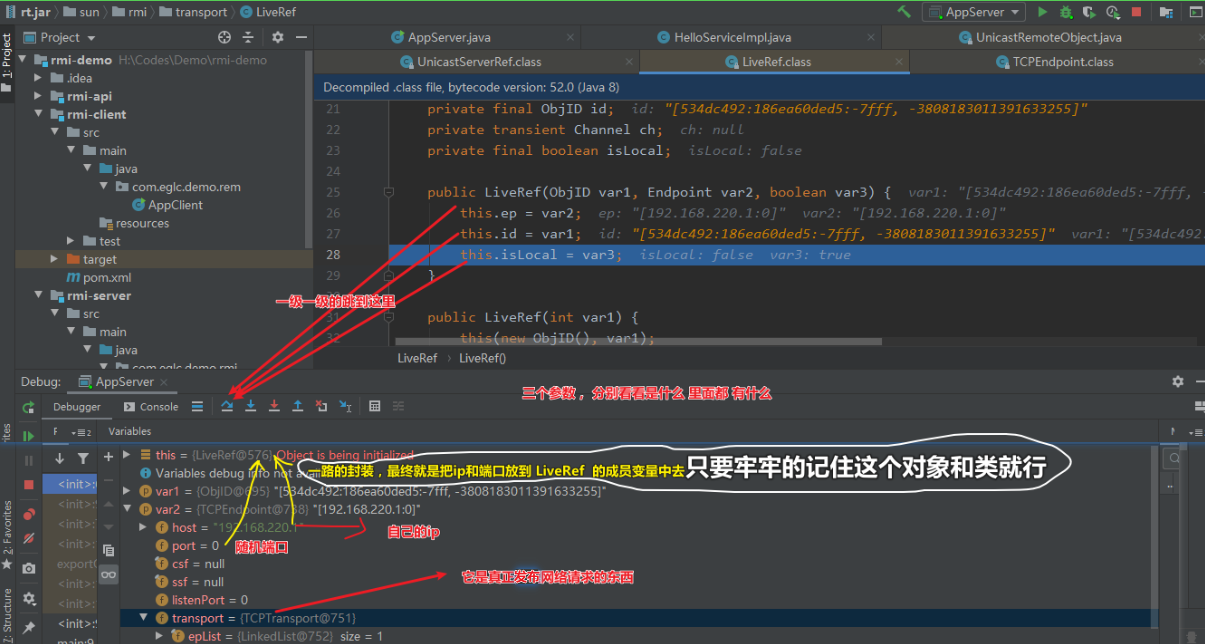 rt.jar sun rmi transport LiveRef AppServer
Project AppServer.java HelloServiceImpl.java UnicastRemoteObject.java
rmi-demo H:\Codes\Demo\rmi-demo UnicastServerRef.class LiveRef.class TCPEndpoint.class
1: Project
.idea
rmi-api
rmi-client
src
main
java
com.eglc.demo.rem
AppClient
resources
test
target
pom.xml
rmi-server
src
main
java
com.eglc.demo.rmi
Decompiled .class file, bytecode version: 52.0 (Java 8)
21 private final ObjID id; id: "[534dc492:186ea60ded5:-7fff, -3808183011391633255]"
22 private transient Channel ch; ch: null
23 private final boolean isLocal; isLocal: false
24
25 public LiveRef(ObjID var1, Endpoint var2, boolean var3) { var1: "[534dc492:186ea60ded5:-7fff, -
26 this.ep = var2; ep: "[192.168.220.1:0]" var2: "[192.168.220.1:0]"
27 this.id = var1; id: "[534dc492:186ea60ded5:-7fff, -3808183011391633255]" var1: "[534dc492
28 this.isLocal = var3; isLocal: false var3: true
29 }
一级一级的跳到这里
31 public LiveRef(int var1) {
32 this(new ObjID(), var1);
LiveRef LiveRef()
Debug: AppServer
三个参数，分别看看是什么 里面都 有什么
Debugger Console
F 2 Variables
this = {LiveRef@576} Object is being initialized
Variables debug info not av
一路的封装，最终就是把ip和端口放到 LiveRef 的成员变量中去只要牢牢的记住这个对象和类就行
var1 = {ObjID@695} "[534dc492:186ea60ded5:-7fff, -3808183011391633255]"
var2 = {TCPEndpoint@738} "[192.168.220.1:0]"
host = "192.168.220.1"
自己的ip
port = 0
随机端口
csf = null
ssf = null
它是真正发布网络请求的东西
listenPort = 0
transport = {TCPTransport@751}
epList = {LinkedList@752} size = 1
<init>:
<init>:
<init>:
<init>:
export
<init>:
<init>:
<init>:
main:9
2: Favorites
7: Structure